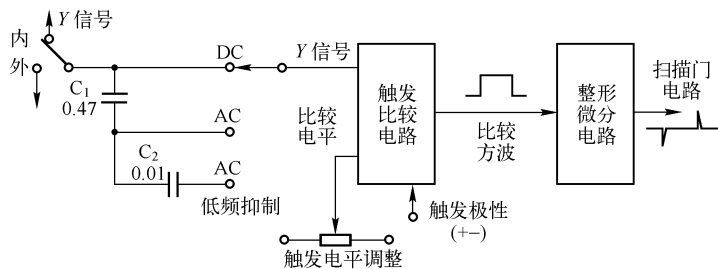 Y 信号
内
外
DC
Y 信号
C₁
0.47
AC
C₂
0.01
AC
低频抑制
比较
电平
触发
比较
电路
比较
方波
整形
微分
电路
扫描门
电路
触发极性
(+−)
触发电平调整